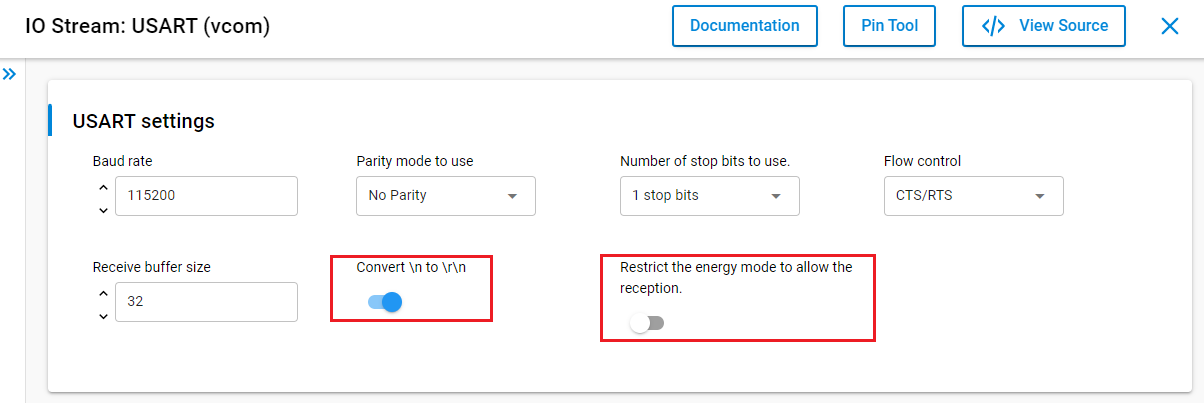 IO Stream: USART (vcom)
Documentation
Pin Tool
</> View Source
USART settings
Baud rate
Parity mode to use
Number of stop bits to use.
Flow control
115200
No Parity
1 stop bits
CTS/RTS
Receive buffer size
Convert \n to \r\n
Restrict the energy mode to allow the
reception.
32